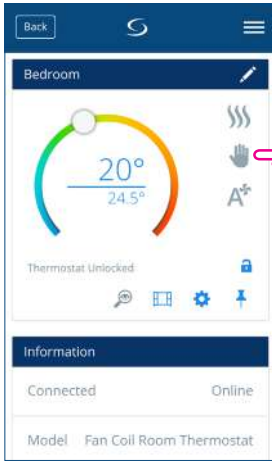 Back
Bedroom
20°
24.5°
A
Thermostat Unlocked
Information
Connected Online
Model Fan Coil Room Thermostat